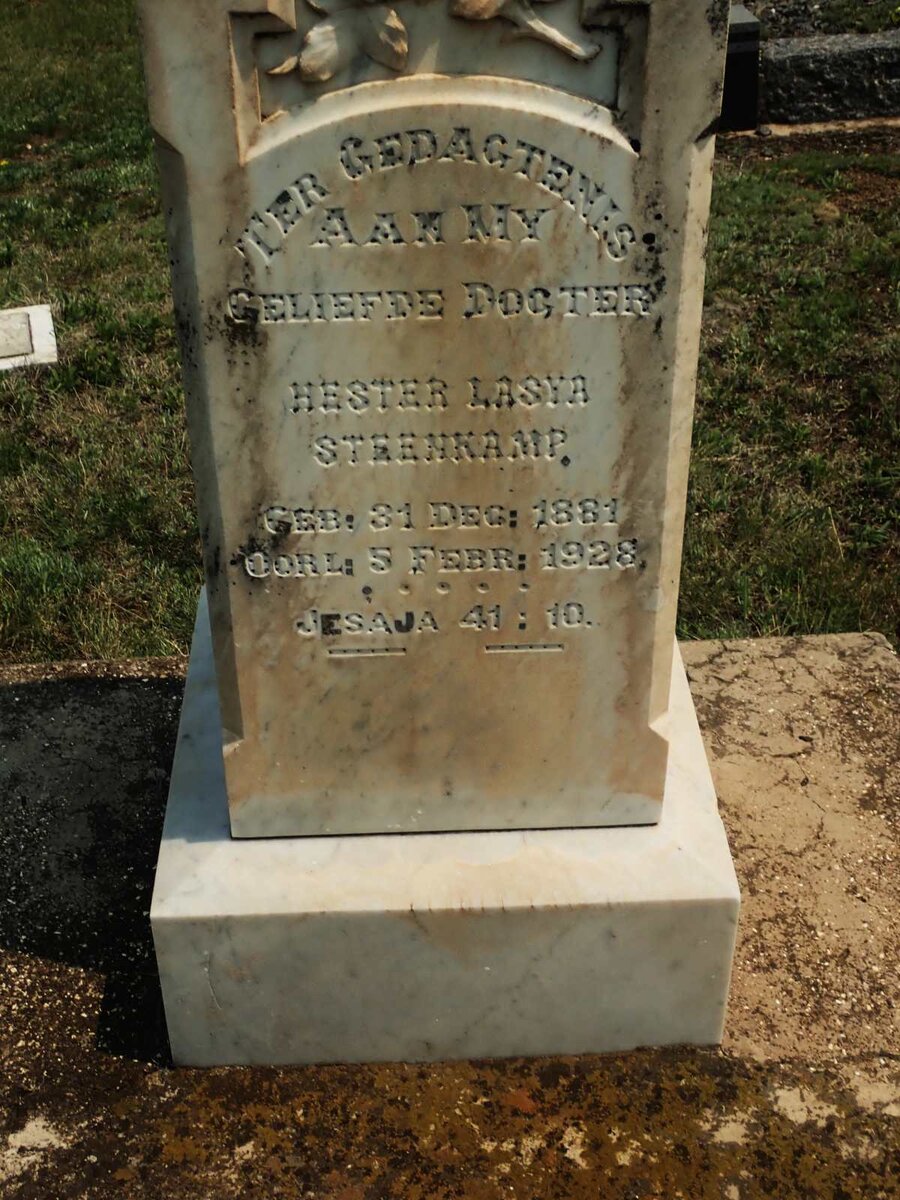 TER GEDAGTENIS
AAN MY
GELIEFDE DOGTER
HESTER LASYA
STEENKAMP.
GEB: 31 DEC: 1881
OORL: 5 FEBR: 1928.
JESAJA 41 : 10.